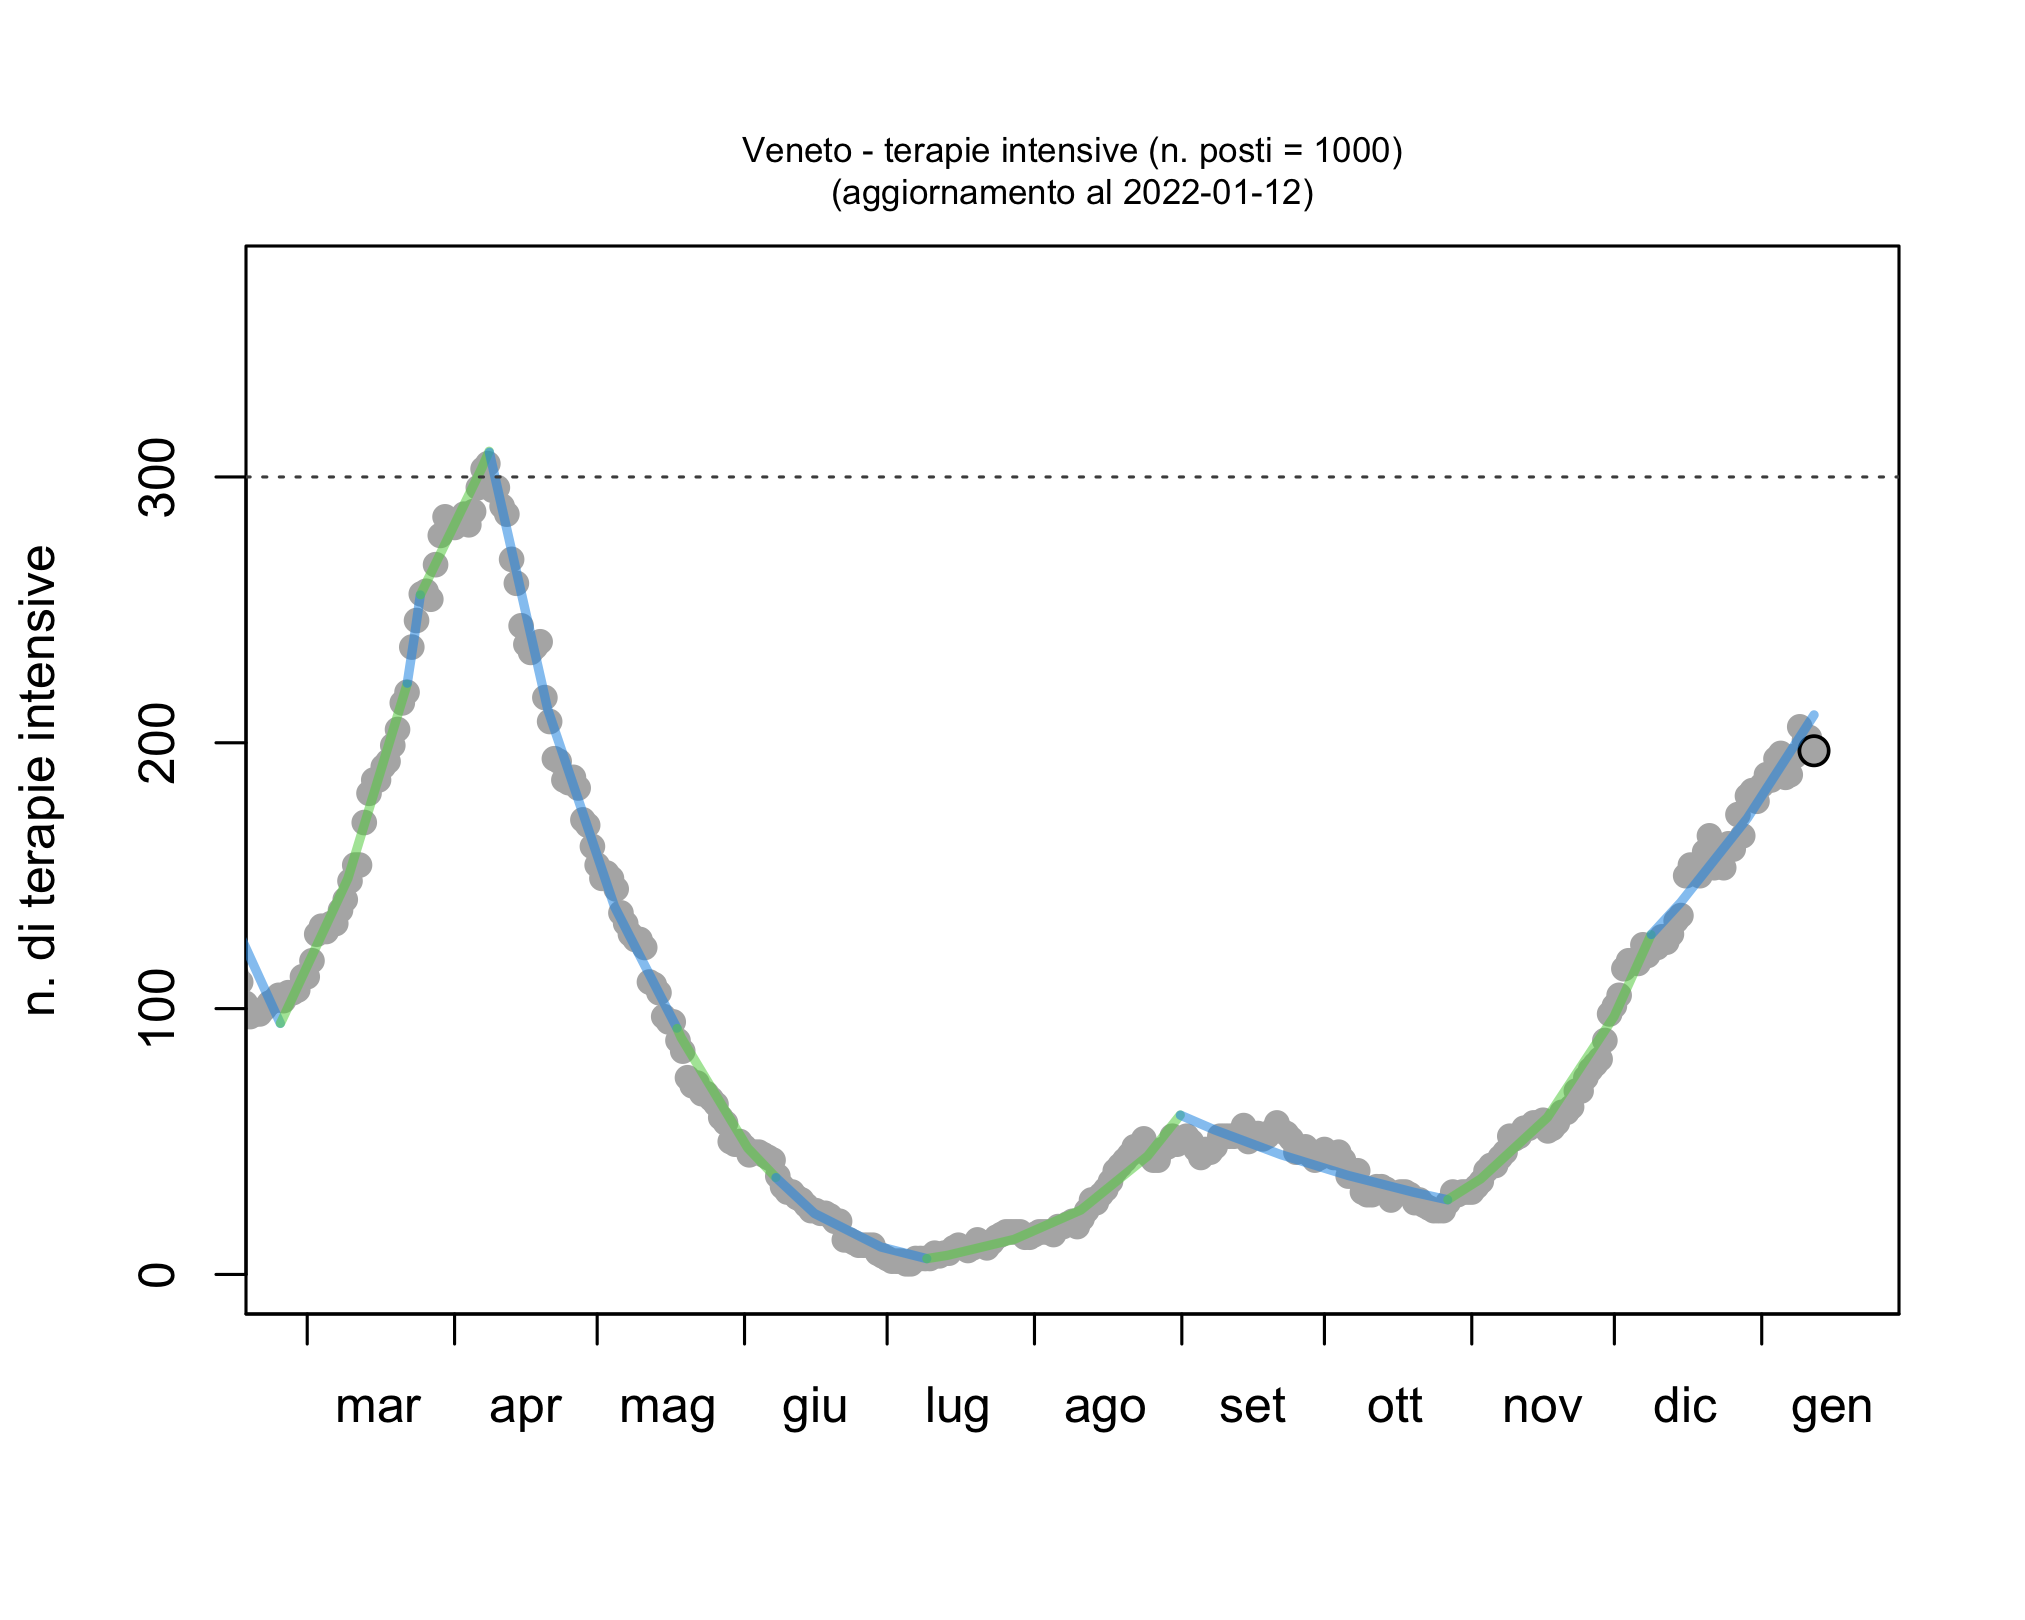 Veneto - terapie intensive (n. posti = 1000)
(aggiornamento al 2022-01-12)
n. di terapie intensive
300
200
100
0
mar apr mag giu lug ago set ott nov dic gen